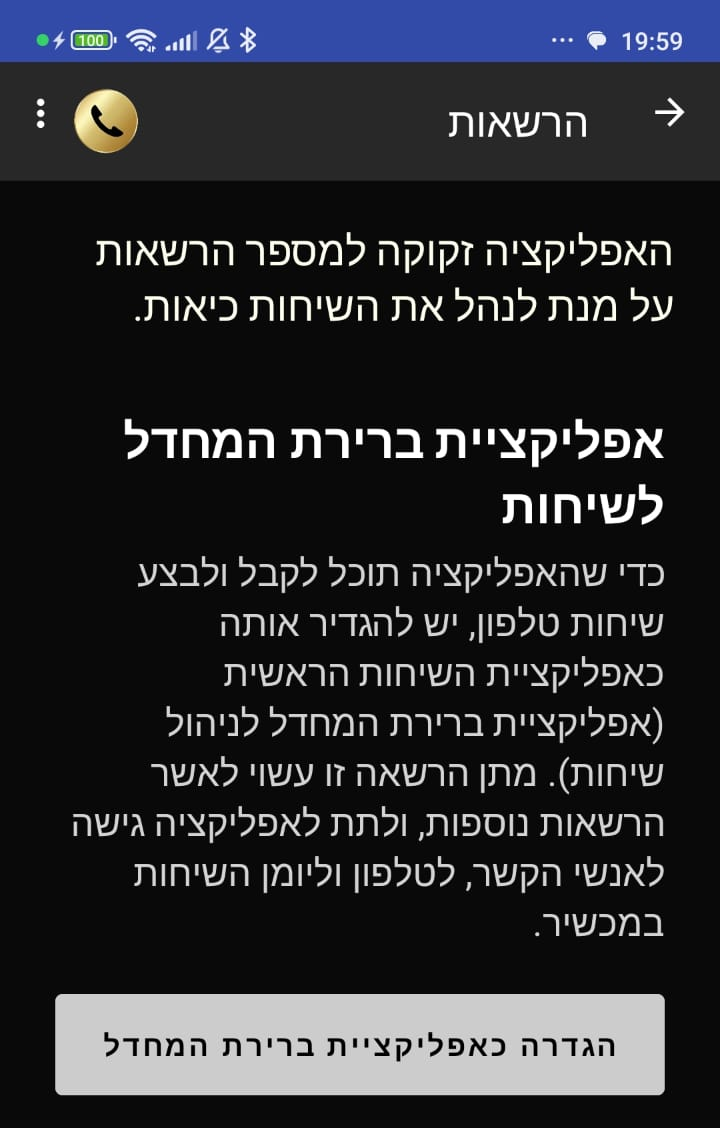 100
19:59
הרשאות
האפליקציה זקוקה למספר הרשאות
על מנת לנהל את השיחות כיאות.
אפליקציית ברירת המחדל
לשיחות
כדי שהאפליקציה תוכל לקבל ולבצע
שיחות טלפון, יש להגדיר אותה
כאפליקציית השיחות הראשית
(אפליקציית ברירת המחדל לניהול
שיחות). מתן הרשאה זו עשוי לאשר
הרשאות נוספות, ולתת לאפליקציה גישה
לאנשי הקשר, לטלפון וליומן השיחות
במכשיר.
הגדרה כאפליקציית ברירת המחדל